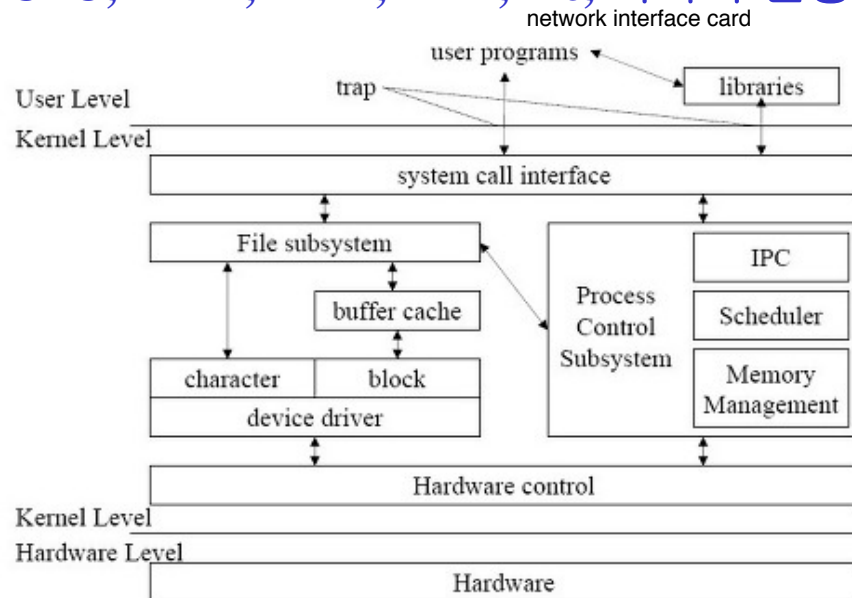 network interface card
user programs
trap
libraries
User Level
Kernel Level
system call interface
File subsystem
buffer cache
character
block
device driver
Process
Control
Subsystem
IPC
Scheduler
Memory
Management
Hardware control
Kernel Level
Hardware Level
Hardware